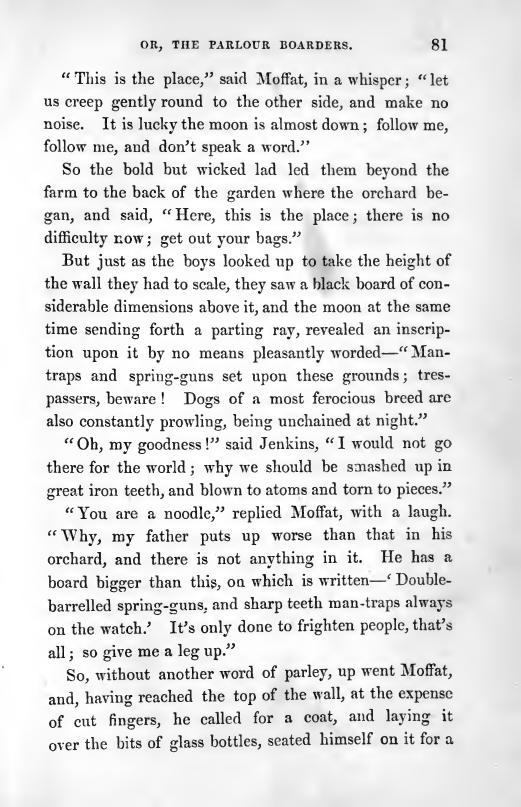 OR, THE PARLOUR BOARDERS. 81
“This is the place,” said Moffat, in a whisper; “let
us creep gently round to the other side, and make no
noise. It is lucky the moon is almost down; follow me,
follow me, and don’t speak a word.”
So the bold but wicked lad led them beyond the
farm to the back of the garden where the orchard be-
gan, and said, “Here, this is the place; there is no
difficulty now; get out your bags.”
But just as the boys looked up to take the height of
the wall they had to scale, they saw a black board of con-
siderable dimensions above it, and the moon at the same
time sending forth a parting ray, revealed an inscrip-
tion upon it by no means pleasantly worded—“Man-
traps and spring-guns set upon these grounds; tres-
passers, beware! Dogs of a most ferocious breed are
also constantly prowling, being unchained at night.”
“Oh, my goodness!” said Jenkins, “I would not go
there for the world; why we should be smashed up in
great iron teeth, and blown to atoms and torn to pieces.”
“You are a noodle,” replied Moffat, with a laugh.
“Why, my father puts up worse than that in his
orchard, and there is not anything in it. He has a
board bigger than this, on which is written—‘Double-
barrelled spring-guns, and sharp teeth man-traps always
on the watch.’ It’s only done to frighten people, that’s
all; so give me a leg up.”
So, without another word of parley, up went Moffat,
and, having reached the top of the wall, at the expense
of cut fingers, he called for a coat, and laying it
over the bits of glass bottles, seated himself on it for a